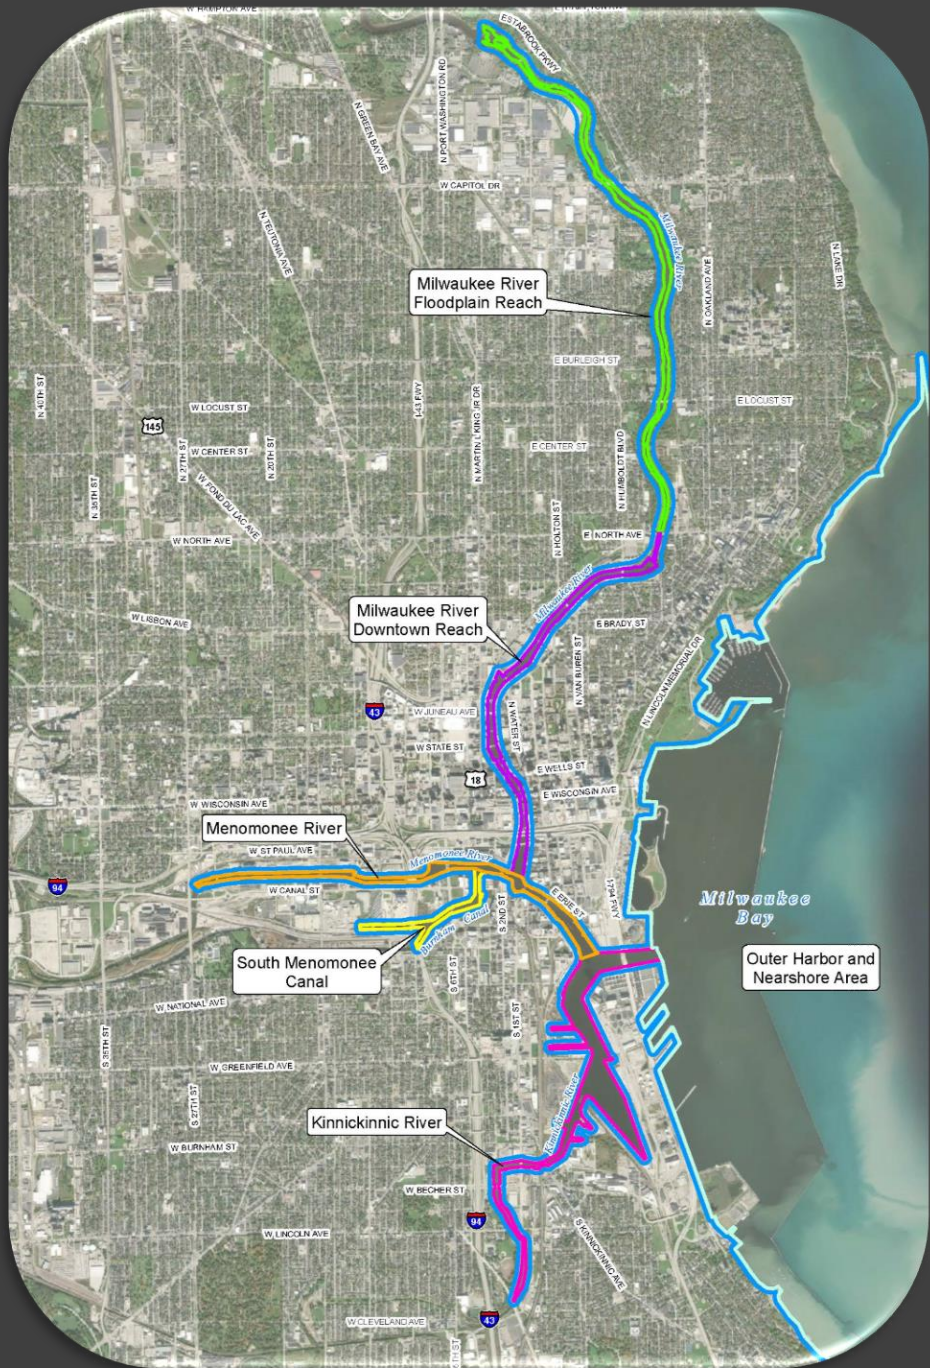 W HAMPTON AVE
ESTABROOK PKWY
N PORT WASHINGTON RD
N GREEN BAY AVE
W CAPITOL DR
N TEUTONIA AVE
Milwaukee River
N OAKLAND AVE
N LAKE DR
Milwaukee River
Floodplain Reach
E BURLEIGH ST
N 40TH ST
I-43 FWY
N MARTIN L KING JR DR
W LOCUST ST
E LOCUST ST
145
N 27TH ST
W CENTER ST
N 20TH ST
E CENTER ST
N HUMBOLDT BLVD
N 35TH ST
W FOND DU LAC AVE
N HOLTON ST
W NORTH AVE
E NORTH AVE
Milwaukee River
W LISBON AVE
Milwaukee River
Downtown Reach
E BRADY ST
N VAN BUREN ST
N LINCOLN MEMORIAL DR
43
W JUNEAU AVE
N WATER ST
W STATE ST
18
E WELLS ST
E WISCONSIN AVE
W WISCONSIN AVE
Menomonee River
W ST PAUL AVE
Menomonee River
94
W CANAL ST
E ERIE ST
I-794 FWY
Milwaukee
Bay
Burnham Canal
S 2ND ST
South Menomonee
Canal
S 6TH ST
Outer Harbor and
Nearshore Area
W NATIONAL AVE
S 1ST ST
S 35TH ST
W GREENFIELD AVE
S 27TH ST
Kinnickinnic River
Kinnickinnic River
W BURNHAM ST
W BECHER ST
94
W LINCOLN AVE
S KINNICKINNIC AVE
43
W CLEVELAND AVE